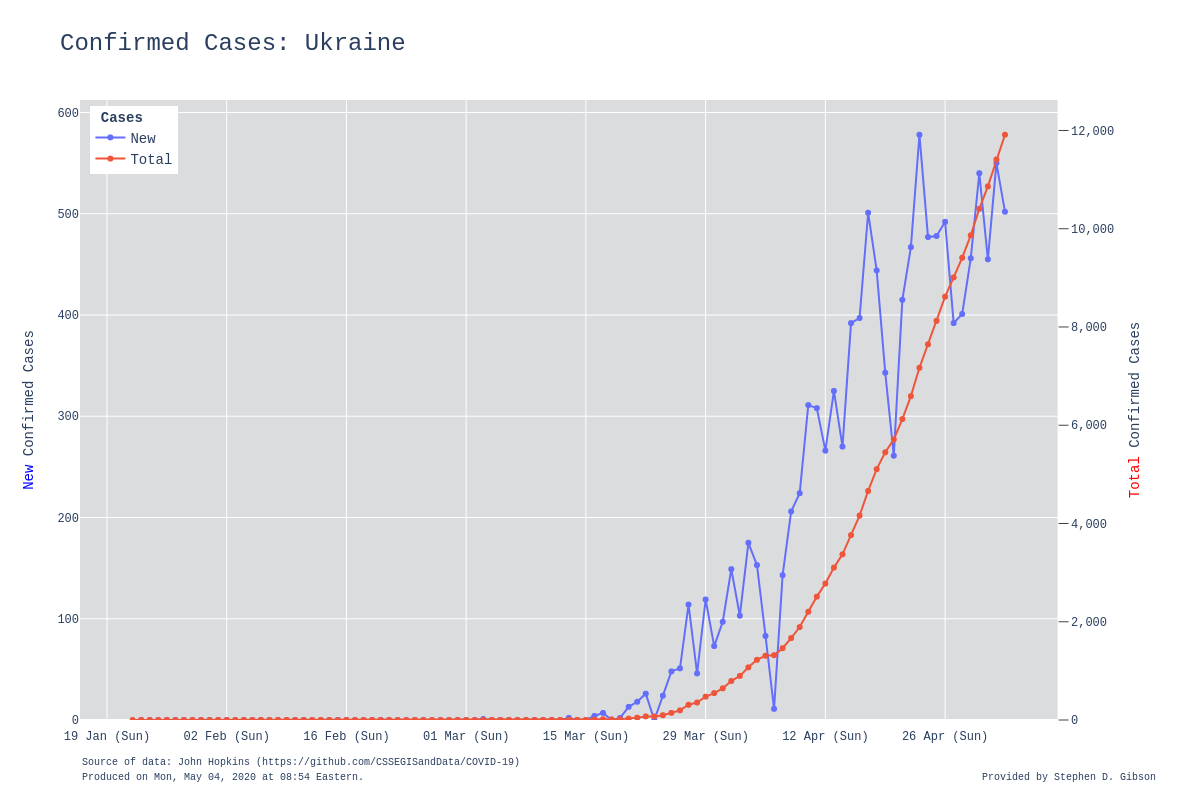 Confirmed Cases: Ukraine
Cases
New
Total
600
500
400
300
200
100
0
New Confirmed Cases
12,000
10,000
8,000
6,000
4,000
2,000
0
Total Confirmed Cases
19 Jan (Sun) 02 Feb (Sun) 16 Feb (Sun) 01 Mar (Sun) 15 Mar (Sun) 29 Mar (Sun) 12 Apr (Sun) 26 Apr (Sun)
Source of data: John Hopkins (https://github.com/CSSEGISandData/COVID-19)
Produced on Mon, May 04, 2020 at 08:54 Eastern.
Provided by Stephen D. Gibson